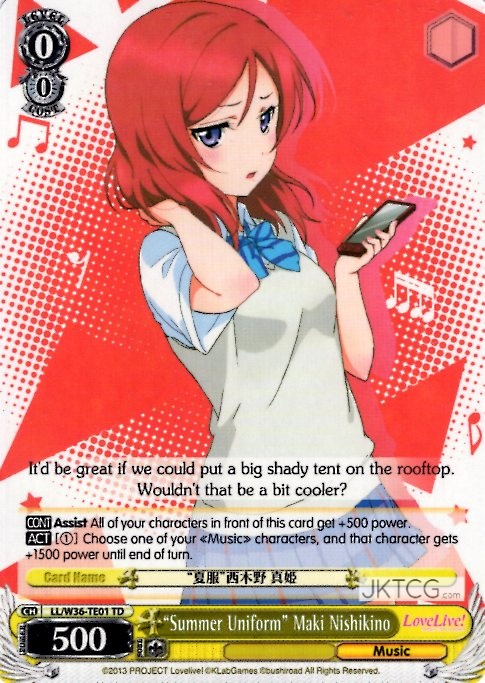 LEVEL
0
0
COST
It'd be great if we could put a big shady tent on the rooftop.
Wouldn't that be a bit cooler?
CONT Assist All of your characters in front of this card get +500 power.
ACT [①] Choose one of your «Music» characters, and that character gets
+1500 power until end of turn.
Card Name
“夏服”西木野 真姫
JKTCG.com
CH LL/W36-TE01 TD
POWER
500
SOUL
“Summer Uniform” Maki Nishikino
LoveLive!
Music
©2013 PROJECT Lovelive! ©KLabGames ©bushiroad All Rights Reserved.